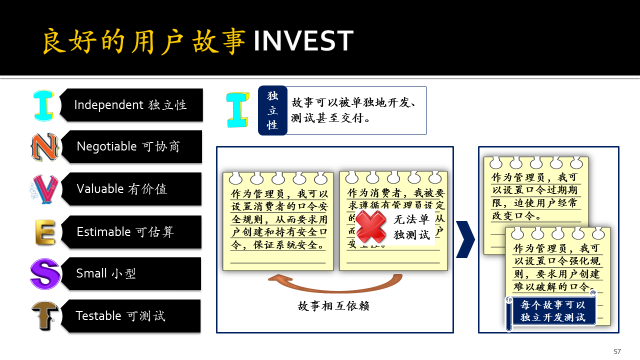 良好的用户故事 INVEST
I
Independent 独立性
N
Negotiable 可协商
V
Valuable 有价值
E
Estimable 可估算
S
Small 小型
T
Testable 可测试
I
独立性
故事可以被单独地开发、
测试甚至交付。
作为管理员，我可以
设置消费者的口令安
全规则，从而要求用
户创建和持有安全口
令，保证系统安全。
作为消费者，我被要
求遵循有管理员设定
的
从
而
户
安
无法单
独测试
故事相互依赖
作为管理员，我可
以设置口令过期期
限，迫使用户经常
改变口令。
作为管理员，我可
以设置口令强化规
则，要求用户创建
难以破解的口令。
每个故事可以
独立开发测试
57